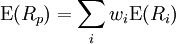 E(R_p) = \sum_i w_i E(R_i)